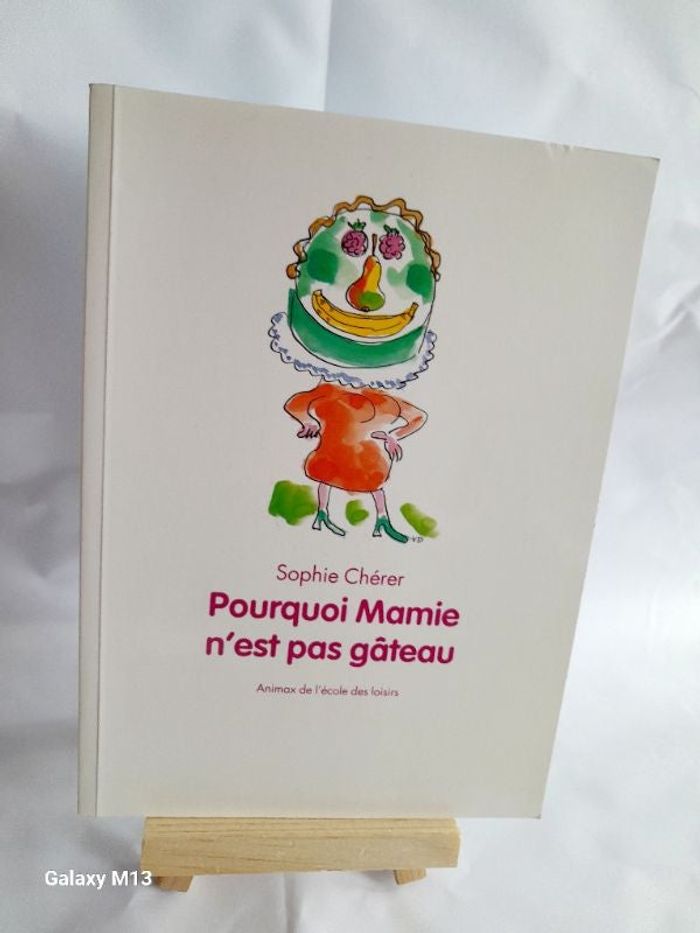 Sophie Chérer
Pourquoi Mamie
n'est pas gâteau
Animax de l'école des loisirs
Galaxy M13